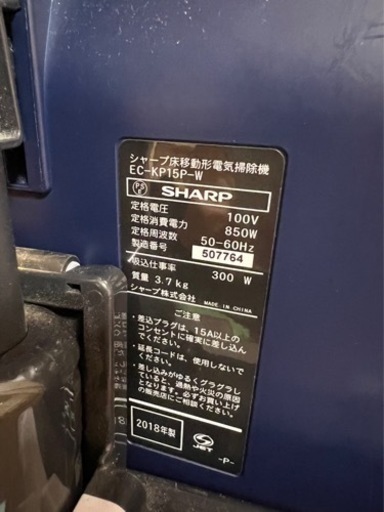 シャープ床移動形電気掃除機
EC-KP15P-W
PS SHARP
定格電圧 100V
定格消費電力 850W
定格周波数 50-60Hz
製造番号 507764
吸込仕事率 300 W
質量 3.7kg
シャープ株式会社 MADE IN CHINA
ご注意
・差込プラグは、15A以上の
コンセントに確実に差し込ん
でください。
・延長コードは、使用しないで
ください。
・差し込みがゆるくグラグラし
ていると、過熱や火災の原因
となります。必ずお買い上げ
の販売店にご相談ください。
2018年製
JET
-P-